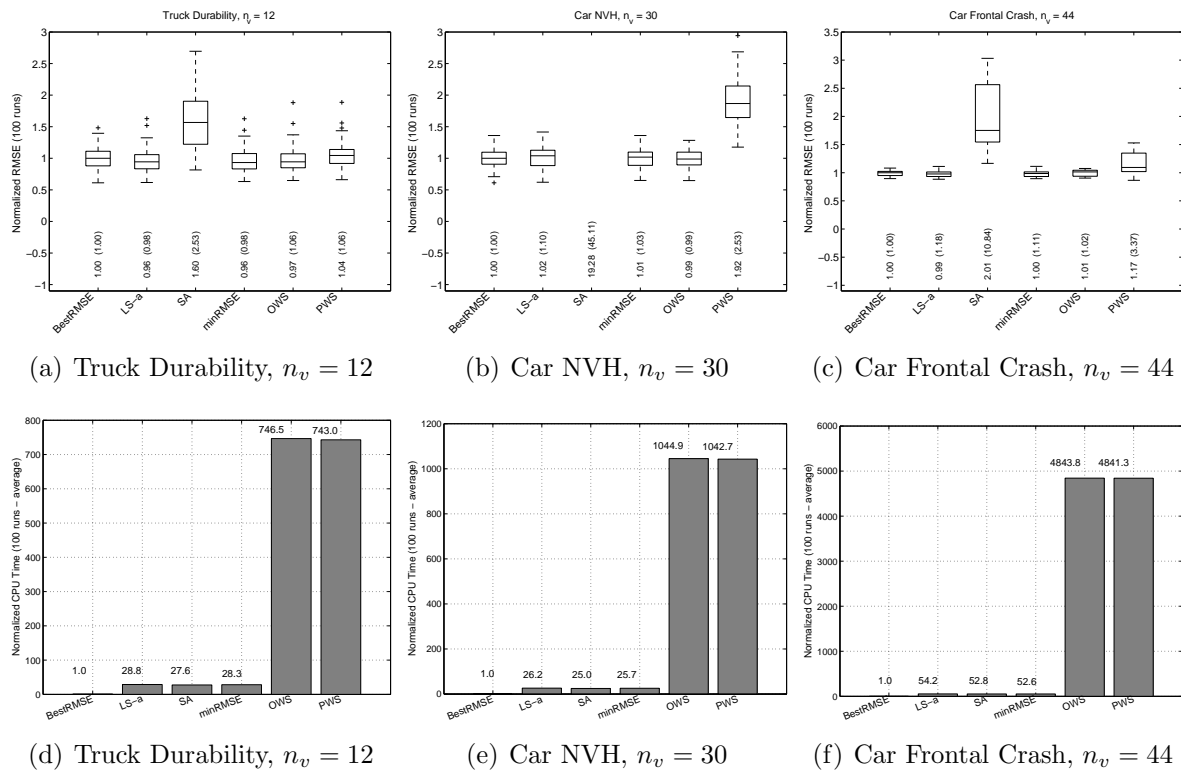 Truck Durability, n_v = 12
Normalized RMSE (100 runs)
3
2.5
2
1.5
1
0.5
0
−0.5
−1
1.00 (1.00)
0.96 (0.98)
1.60 (2.53)
0.98 (0.98)
0.97 (1.06)
1.04 (1.06)
BestRMSE
LS−a
SA
minRMSE
OWS
PWS
(a) Truck Durability, n_v = 12
Car NVH, n_v = 30
Normalized RMSE (100 runs)
3
2.5
2
1.5
1
0.5
0
−0.5
−1
1.00 (1.00)
1.02 (1.10)
19.28 (45.11)
1.01 (1.03)
0.99 (0.99)
1.92 (2.53)
BestRMSE
LS−a
SA
minRMSE
OWS
PWS
(b) Car NVH, n_v = 30
Car Frontal Crash, n_v = 44
Normalized RMSE (100 runs)
3.5
3
2.5
2
1.5
1
0.5
0
−0.5
−1
1.00 (1.00)
0.99 (1.18)
2.01 (10.84)
1.00 (1.11)
1.01 (1.02)
1.17 (3.37)
BestRMSE
LS−a
SA
minRMSE
OWS
PWS
(c) Car Frontal Crash, n_v = 44
Normalized CPU Time (100 runs − average)
800
700
600
500
400
300
200
100
0
1.0
28.8
27.6
28.3
746.5
743.0
BestRMSE
LS−a
SA
minRMSE
OWS
PWS
(d) Truck Durability, n_v = 12
Normalized CPU Time (100 runs − average)
1200
1000
800
600
400
200
0
1.0
26.2
25.0
25.7
1044.9
1042.7
BestRMSE
LS−a
SA
minRMSE
OWS
PWS
(e) Car NVH, n_v = 30
Normalized CPU Time (100 runs − average)
6000
5000
4000
3000
2000
1000
0
1.0
54.2
52.8
52.6
4843.8
4841.3
BestRMSE
LS−a
SA
minRMSE
OWS
PWS
(f) Car Frontal Crash, n_v = 44